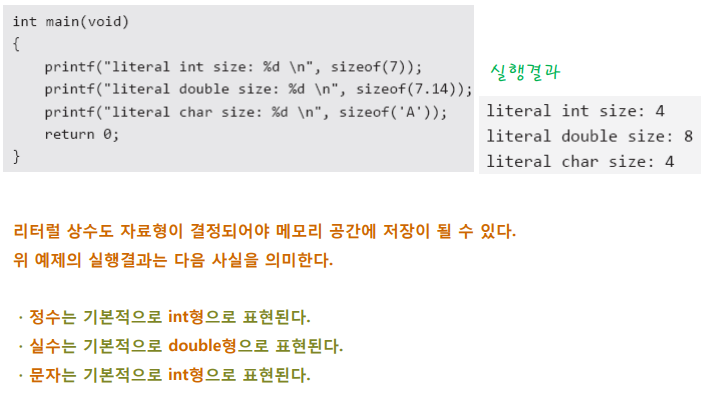 int main(void)
{
    printf("literal int size: %d \n", sizeof(7));
    printf("literal double size: %d \n", sizeof(7.14));
    printf("literal char size: %d \n", sizeof('A'));
    return 0;
}
실행결과
literal int size: 4
literal double size: 8
literal char size: 4
리터럴 상수도 자료형이 결정되어야 메모리 공간에 저장이 될 수 있다.
위 예제의 실행결과는 다음 사실을 의미한다.
· 정수는 기본적으로 int형으로 표현된다.
· 실수는 기본적으로 double형으로 표현된다.
· 문자는 기본적으로 int형으로 표현된다.